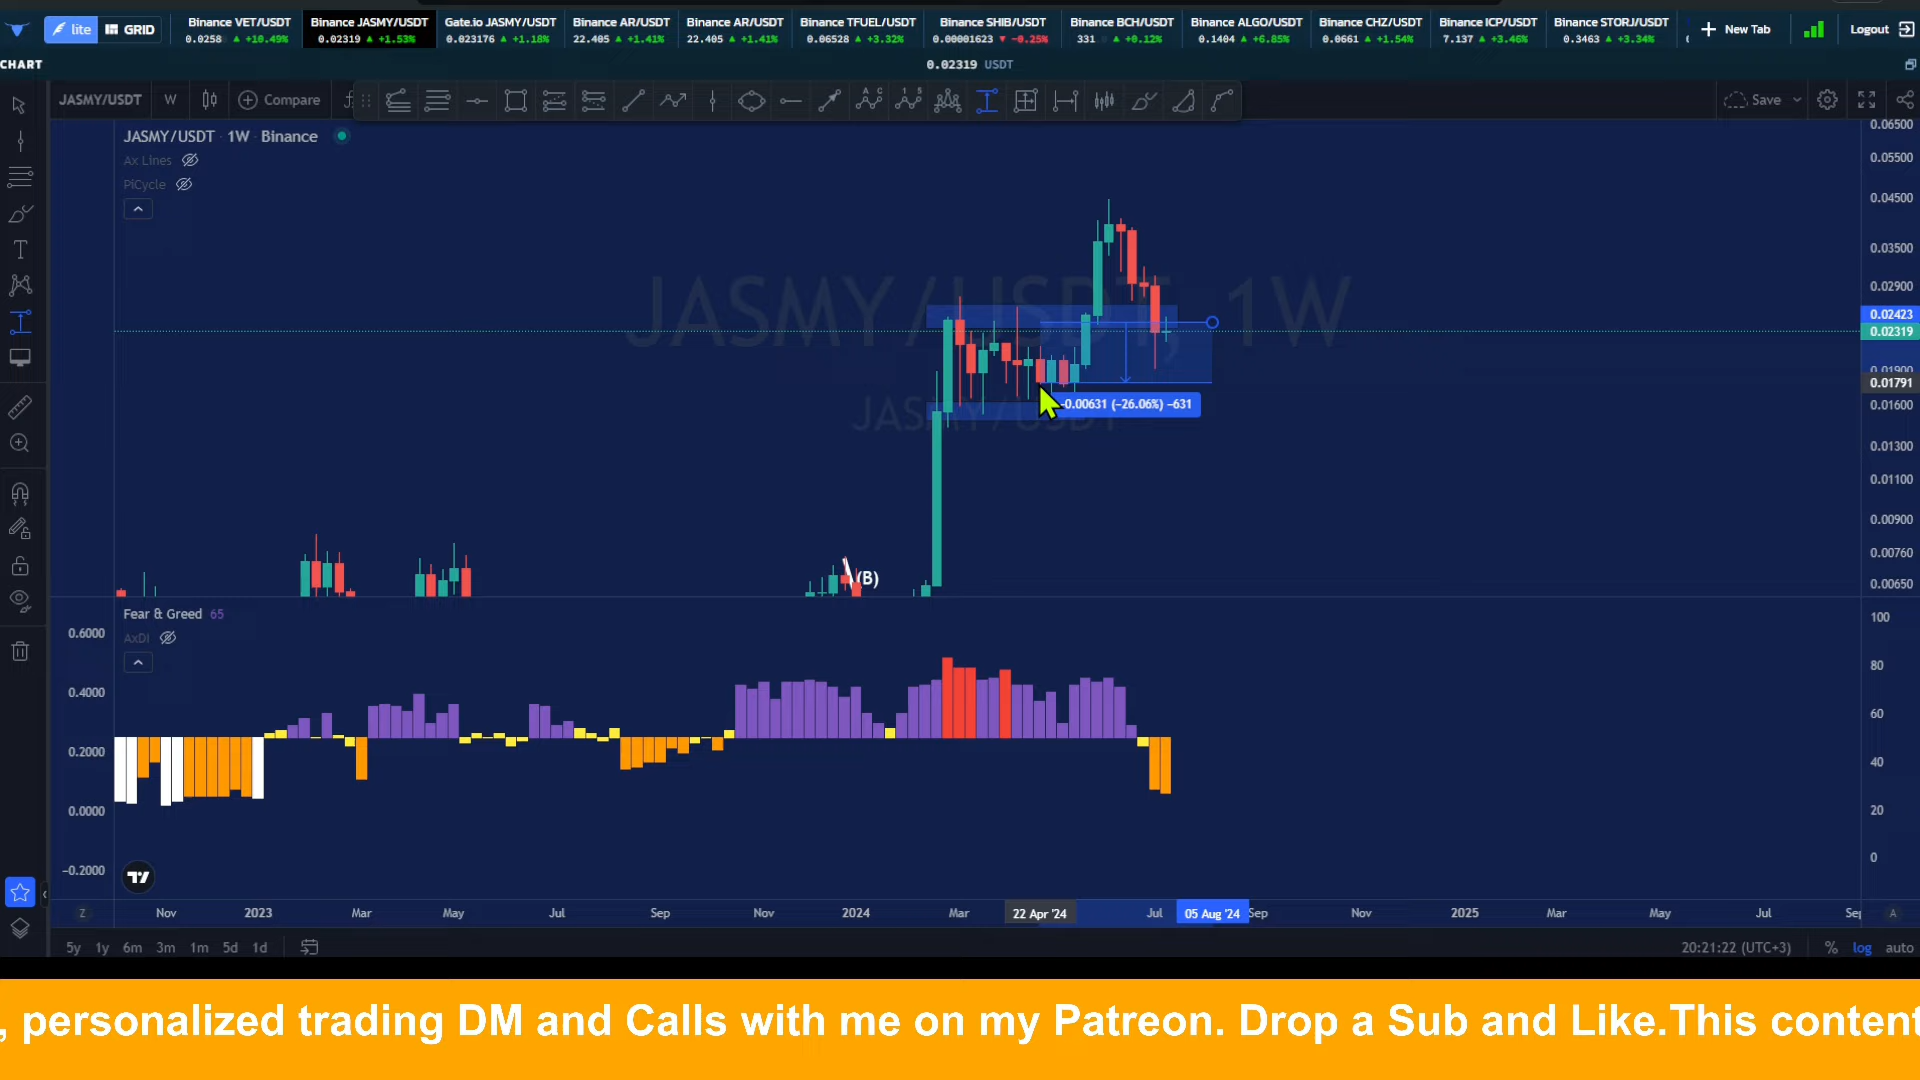 lite GRID
Binance VET/USDT Binance JASMY/USDT Gate.io JASMY/USDT Binance AR/USDT Binance AR/USDT Binance TFUEL/USDT Binance SHIB/USDT Binance BCH/USDT Binance ALGO/USDT Binance CHZ/USDT Binance ICP/USDT Binance STORJ/USDT
0.0258 ▲ +10.49% 0.02319 ▲ +1.53% 0.023176 ▲ +1.18% 22.405 ▲ +1.41% 22.405 ▲ +1.41% 0.06528 ▲ +3.32% 0.00001623 ▼ -0.25% 331 ▲ +0.12% 0.1404 ▲ +6.85% 0.0661 ▲ +1.54% 7.137 ▲ +3.46% 0.3463 ▲ +3.34%
New Tab Logout
CHART 0.02319 USDT
JASMY/USDT W Compare Save
JASMY/USDT · 1W · Binance
Ax Lines
PiCycle
JASMY/USDT, 1W
JASMY/USDT
-0.00631 (-26.06%) -631
(B)
0.06500
0.05500
0.04500
0.03500
0.02900
0.02423
0.02319
0.01900
0.01791
0.01600
0.01300
0.01100
0.00900
0.00760
0.00650
Fear & Greed 65
AxDI
0.6000
0.4000
0.2000
0.0000
-0.2000
100
80
60
40
20
0
Z Nov 2023 Mar May Jul Sep Nov 2024 Mar 22 Apr '24 Jul 05 Aug '24 Sep Nov 2025 Mar May Jul Sep A
5y 1y 6m 3m 1m 5d 1d 20:21:22 (UTC+3) % log auto
, personalized trading DM and Calls with me on my Patreon. Drop a Sub and Like.This content